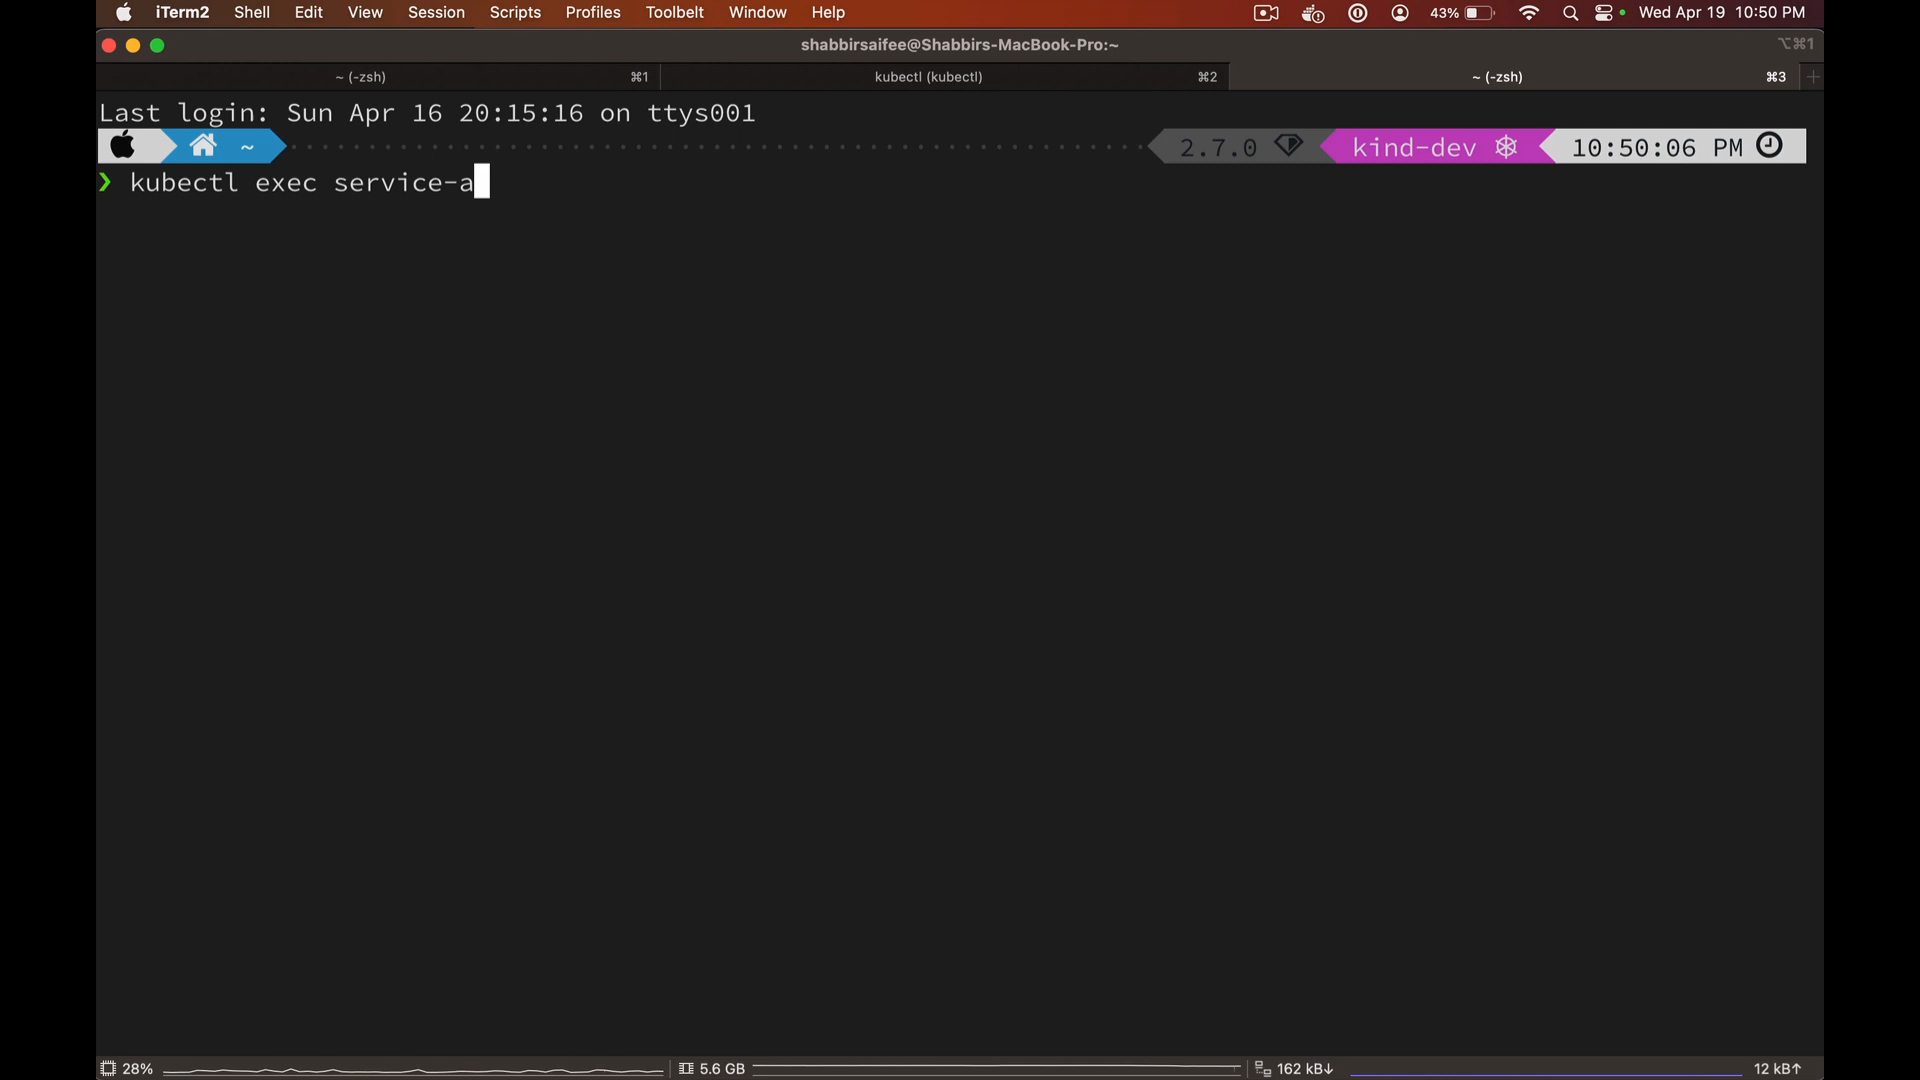 iTerm2 Shell Edit View Session Scripts Profiles Toolbelt Window Help 43% Wed Apr 19 10:50 PM
shabbirsaifee@Shabbirs-MacBook-Pro:~ ⌥⌘1
~ (-zsh) ⌘1 kubectl (kubectl) ⌘2 ~ (-zsh) ⌘3 +
Last login: Sun Apr 16 20:15:16 on ttys001
~ 2.7.0 kind-dev 10:50:06 PM
❯ kubectl exec service-a
28% 5.6 GB 162 kB↓ 12 kB↑